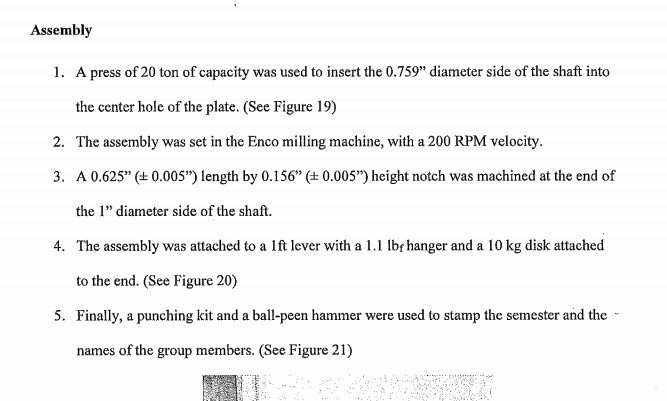 Assembly
1. A press of 20 ton of capacity was used to insert the 0.759” diameter side of the shaft into
the center hole of the plate. (See Figure 19)
2. The assembly was set in the Enco milling machine, with a 200 RPM velocity.
3. A 0.625” (± 0.005”) length by 0.156” (± 0.005”) height notch was machined at the end of
the 1” diameter side of the shaft.
4. The assembly was attached to a 1ft lever with a 1.1 lbf hanger and a 10 kg disk attached
to the end. (See Figure 20)
5. Finally, a punching kit and a ball-peen hammer were used to stamp the semester and the
names of the group members. (See Figure 21)